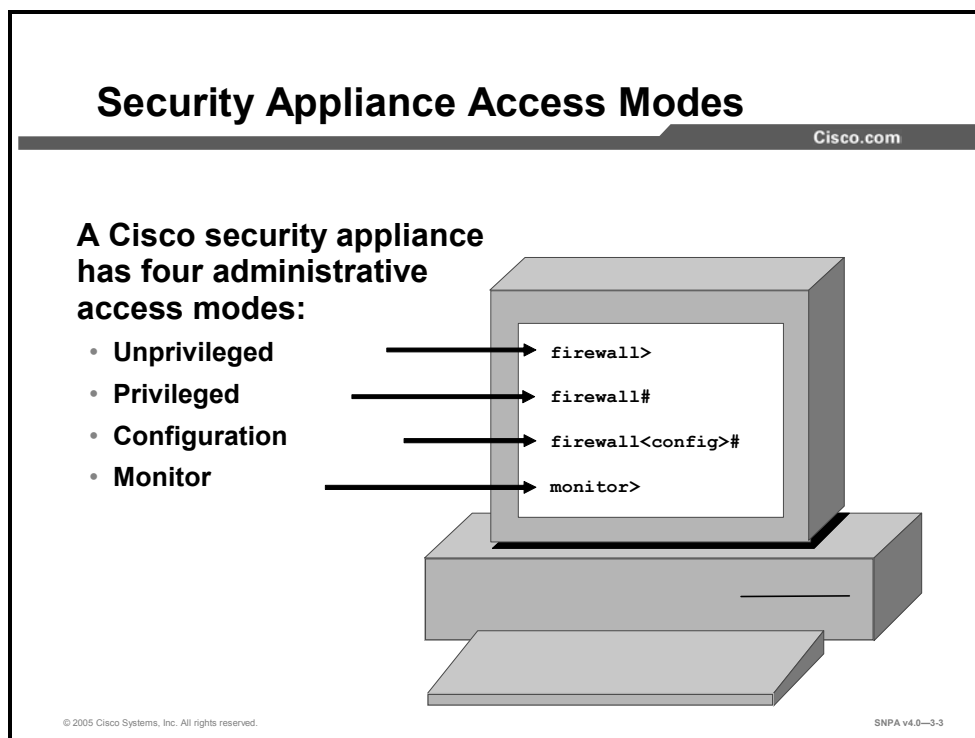 Security Appliance Access Modes
Cisco.com
A Cisco security appliance
has four administrative
access modes:
• Unprivileged
• Privileged
• Configuration
• Monitor
firewall>
firewall#
firewall<config>#
monitor>
© 2005 Cisco Systems, Inc. All rights reserved.
SNPA v4.0—3-3